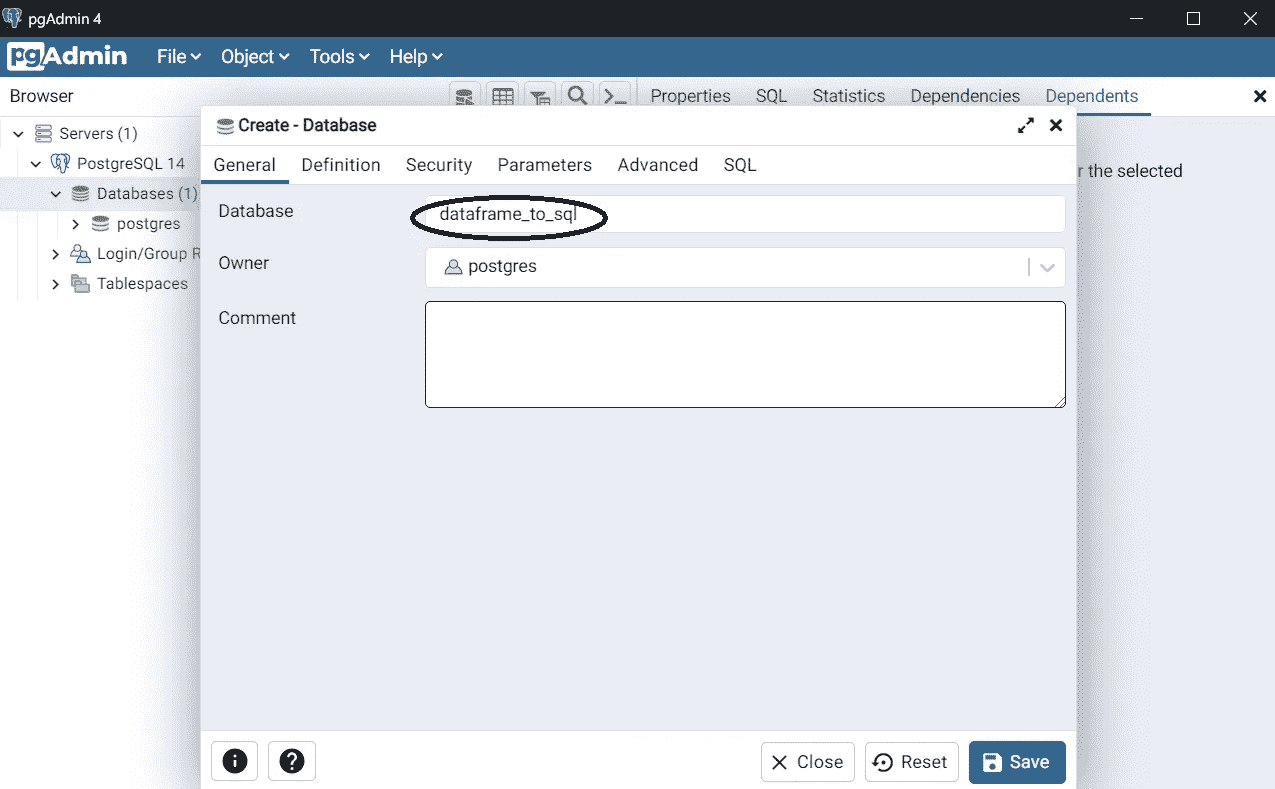 pgAdmin 4
pgAdmin File Object Tools Help
Browser Properties SQL Statistics Dependencies Dependents
Servers (1)
PostgreSQL 14
Databases (1)
postgres
Login/Group R
Tablespaces
r the selected
Create - Database
General Definition Security Parameters Advanced SQL
Database dataframe_to_sql
Owner postgres
Comment
Close Reset Save